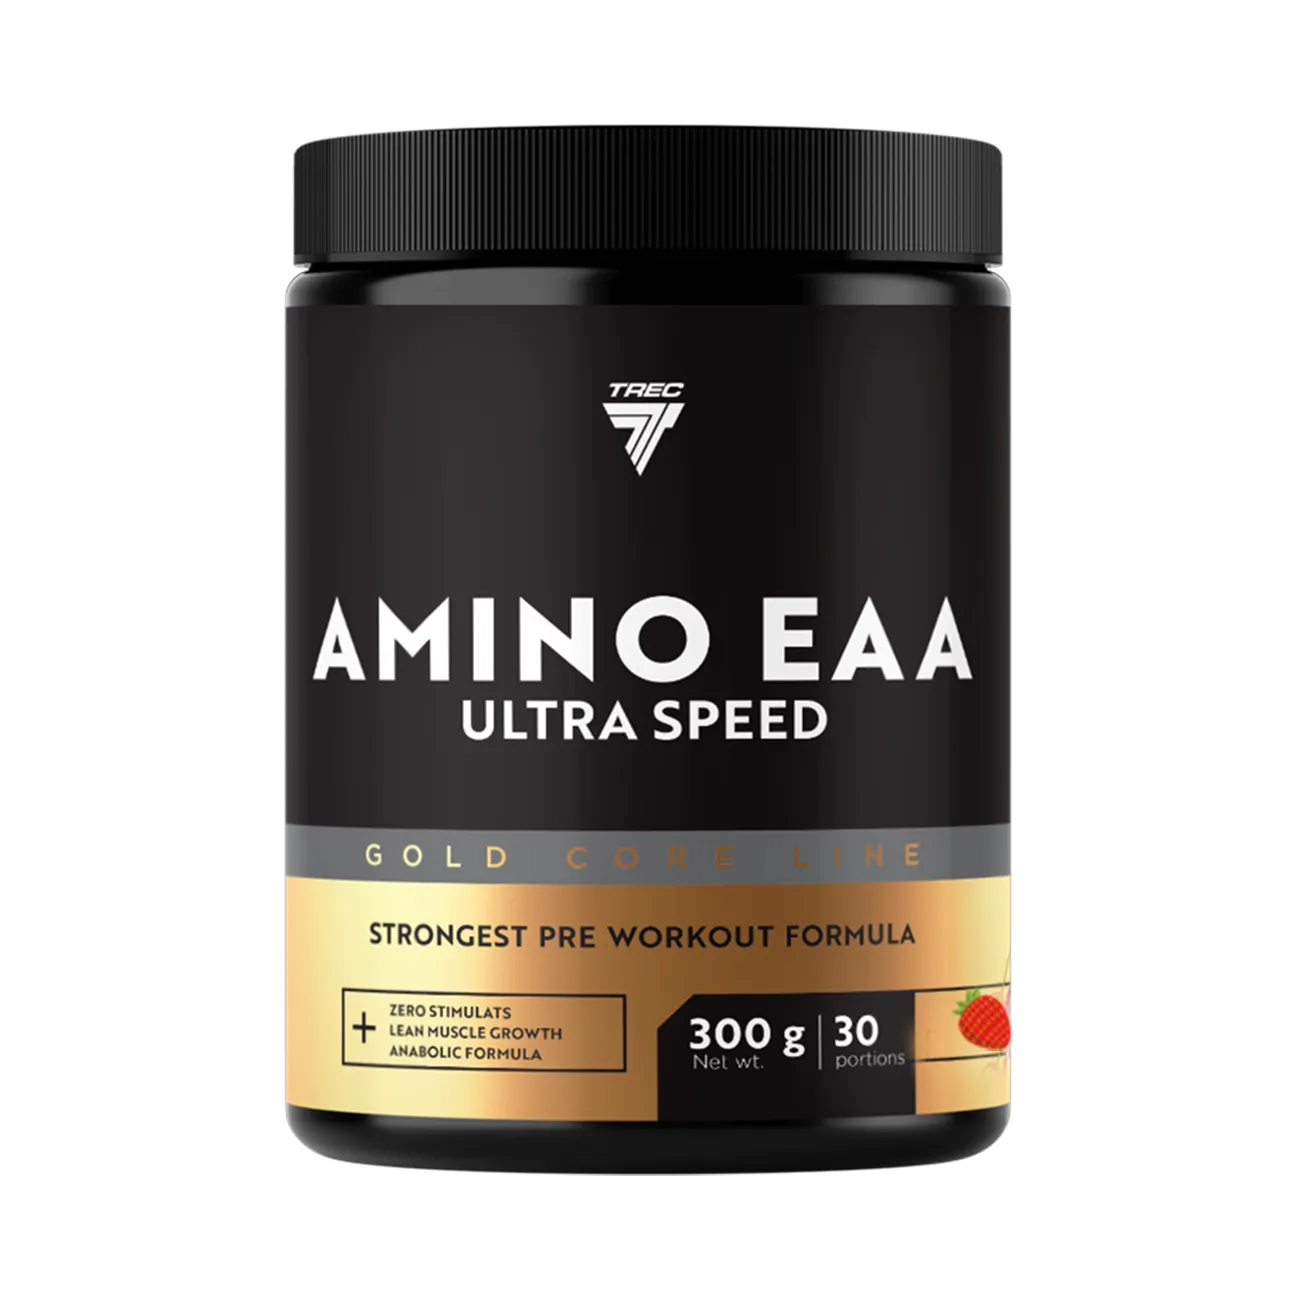 TREC
AMINO EAA
ULTRA SPEED
GOLD CORE LINE
STRONGEST PRE WORKOUT FORMULA
+ ZERO STIMULATS
LEAN MUSCLE GROWTH
ANABOLIC FORMULA
300 g | 30
Net wt. portions